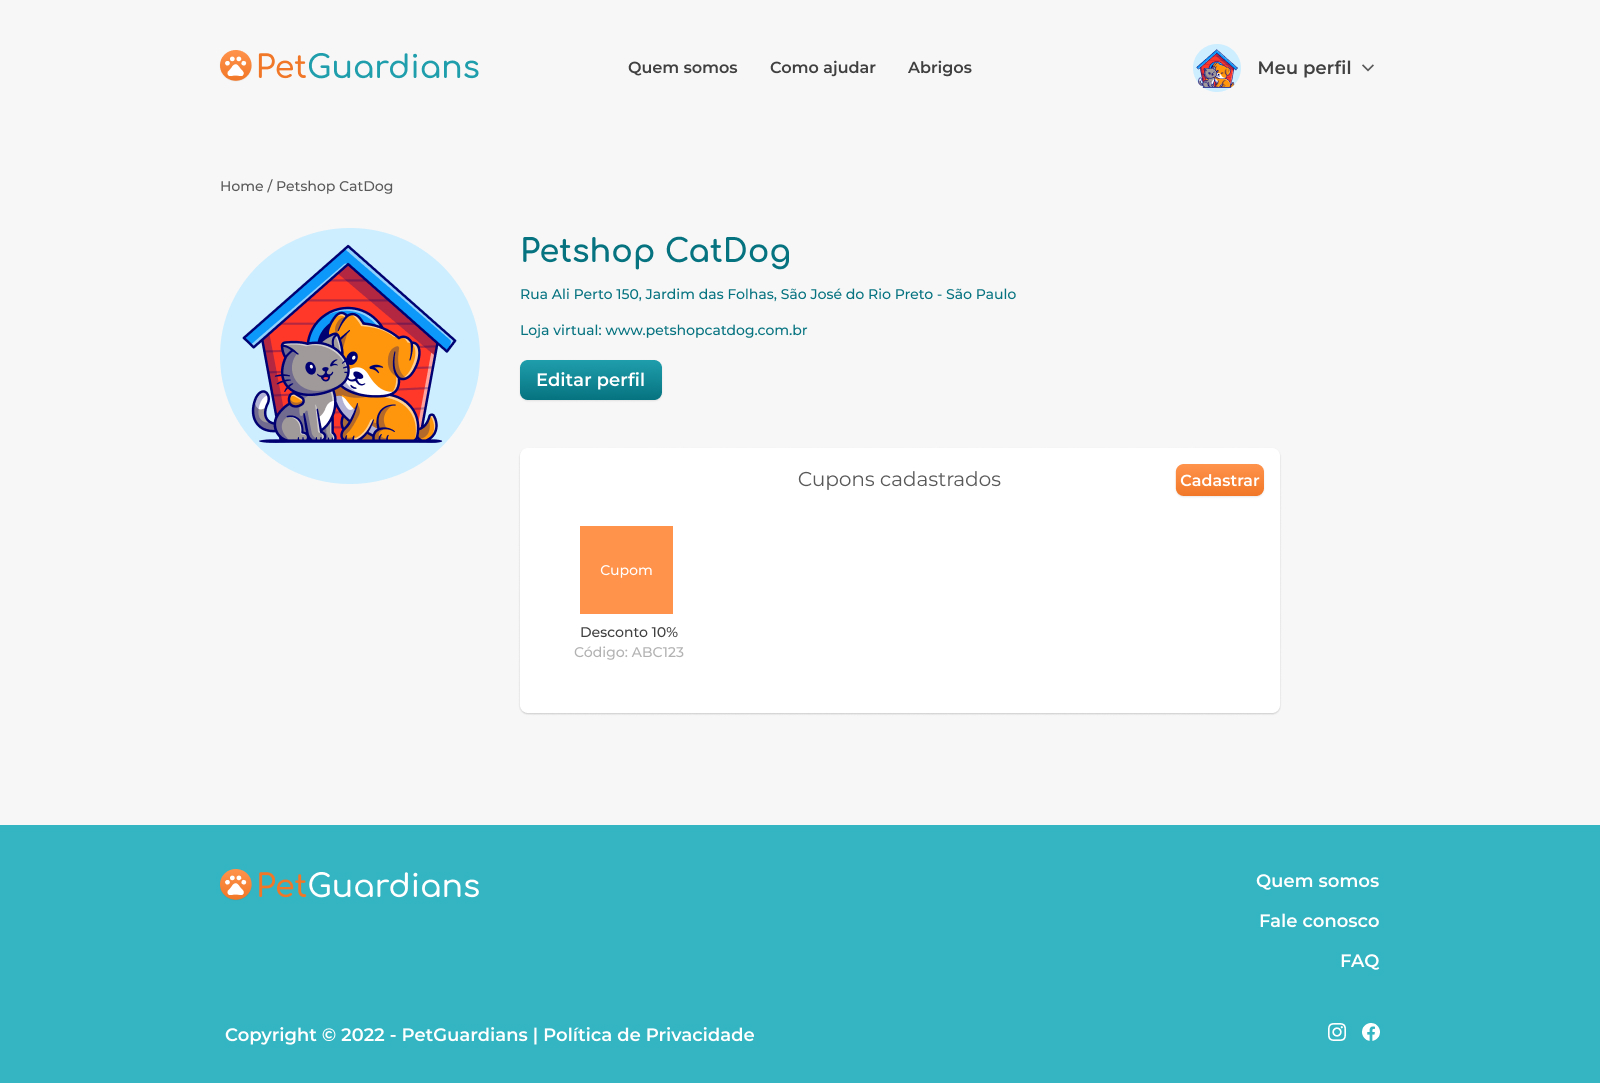 PetGuardians
Quem somos
Como ajudar
Abrigos
Meu perfil
Home / Petshop CatDog
Petshop CatDog
Rua Ali Perto 150, Jardim das Folhas, São José do Rio Preto - São Paulo
Loja virtual: www.petshopcatdog.com.br
Editar perfil
Cupons cadastrados
Cadastrar
Cupom
Desconto 10%
Código: ABC123
PetGuardians
Quem somos
Fale conosco
FAQ
Copyright © 2022 - PetGuardians | Política de Privacidade